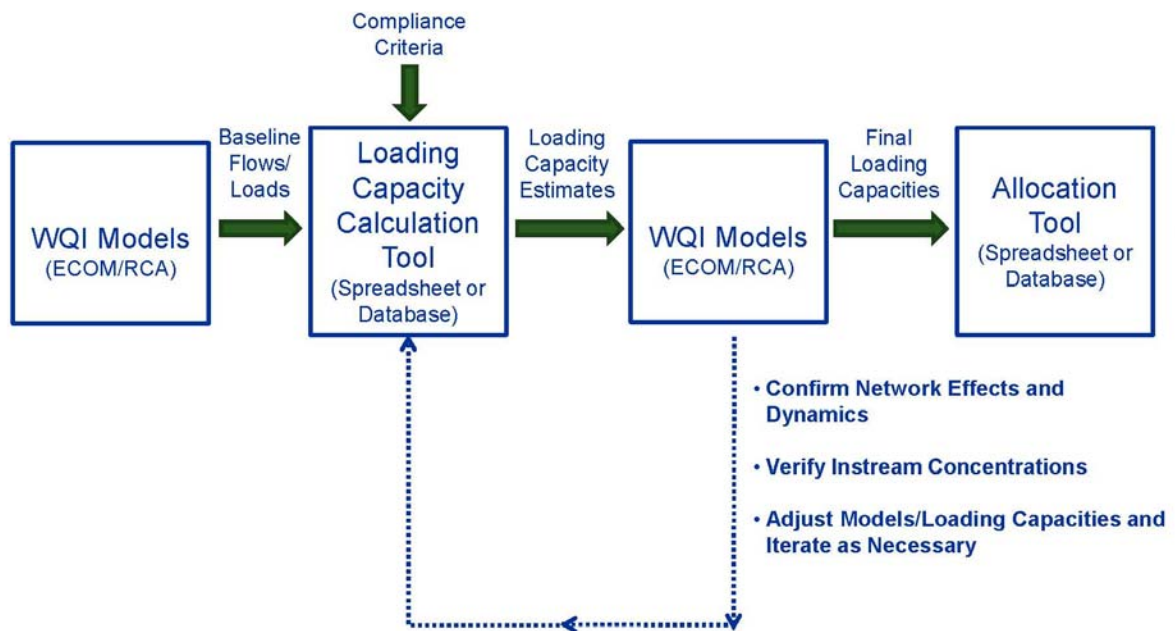 Compliance
Criteria
WQI Models
(ECOM/RCA)
Baseline
Flows/
Loads
Loading
Capacity
Calculation
Tool
(Spreadsheet or
Database)
Loading
Capacity
Estimates
WQI Models
(ECOM/RCA)
Final
Loading
Capacities
Allocation
Tool
(Spreadsheet or
Database)
• Confirm Network Effects and
Dynamics
• Verify Instream Concentrations
• Adjust Models/Loading Capacities and
Iterate as Necessary